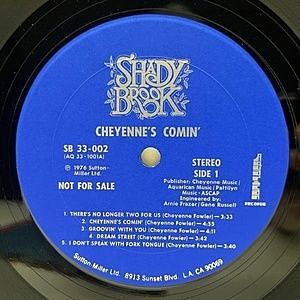 SHADY
BROOK
CHEYENNE'S COMIN'
SB 33-002
(AQ 33-1001A)
℗ 1976 Sutton-
Miller Ltd.
NOT FOR SALE
STEREO
SIDE 1
Publisher: Cheyenne Music/
Aquarican Music/Pattilyn
Music - ASCAP
Engineered by:
Arnie Frazer/Gene Russell
RECORDS
1. THERE'S NO LONGER TWO FOR US (Cheyenne Fowler)—3:33
2. CHEYENNE'S COMIN' (Cheyenne Fowler)—5:11
3. GROOVIN' WITH YOU (Cheyenne Fowler)—3:37
4. DREAM STREET (Cheyenne Fowler)—3:42
5. I DON'T SPEAK WITH FORK TONGUE (Cheyenne Fowler)—3:40
Sutton Miller Ltd. 8913 Sunset Blvd. L.A. CA 90069